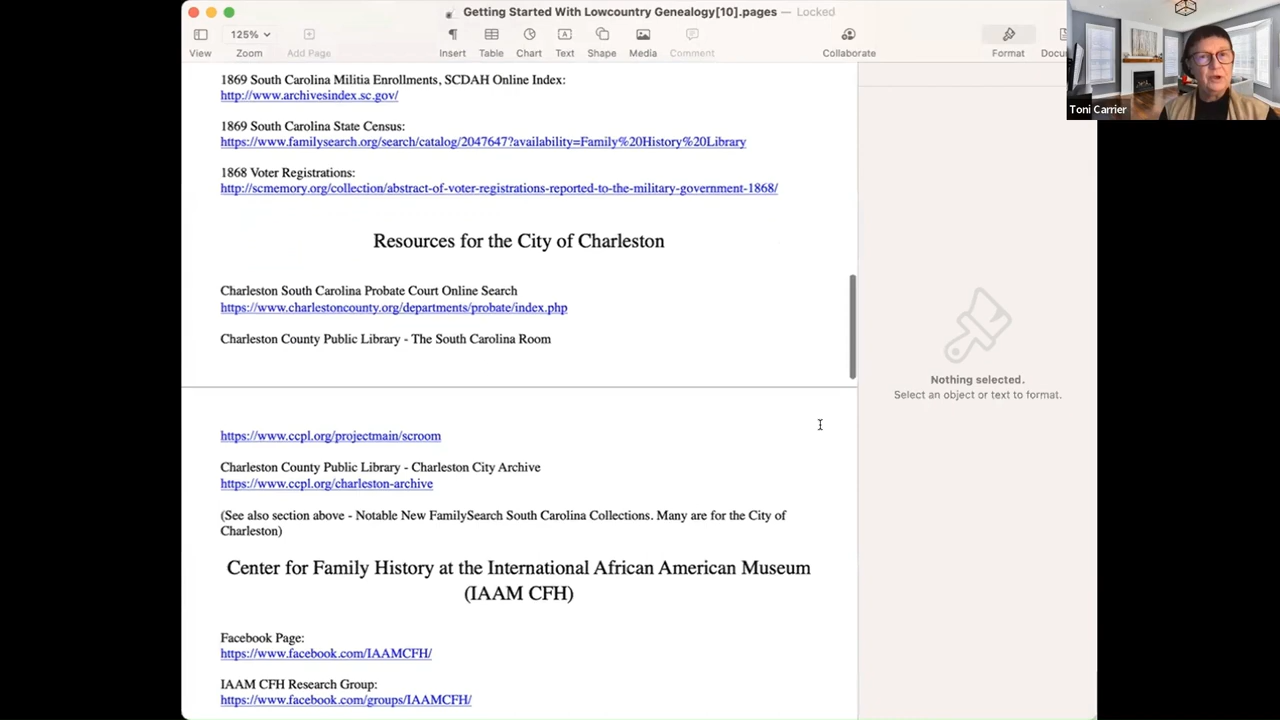 Getting Started With Lowcountry Genealogy[10].pages — Locked
125%
View
Zoom
Add Page
Insert
Table
Chart
Text
Shape
Media
Comment
Collaborate
Format
Toni Carrier
1869 South Carolina Militia Enrollments, SCDAH Online Index:
http://www.archivesindex.sc.gov/
1869 South Carolina State Census:
https://www.familysearch.org/search/catalog/2047647?availability=Family%20History%20Library
1868 Voter Registrations:
http://scmemory.org/collection/abstract-of-voter-registrations-reported-to-the-military-government-1868/
Resources for the City of Charleston
Charleston South Carolina Probate Court Online Search
https://www.charlestoncounty.org/departments/probate/index.php
Charleston County Public Library - The South Carolina Room
https://www.ccpl.org/projectmain/scroom
Charleston County Public Library - Charleston City Archive
https://www.ccpl.org/charleston-archive
(See also section above - Notable New FamilySearch South Carolina Collections. Many are for the City of
Charleston)
Center for Family History at the International African American Museum
(IAAM CFH)
Facebook Page:
https://www.facebook.com/IAAMCFH/
IAAM CFH Research Group:
https://www.facebook.com/groups/IAAMCFH/
Nothing selected.
Select an object or text to format.